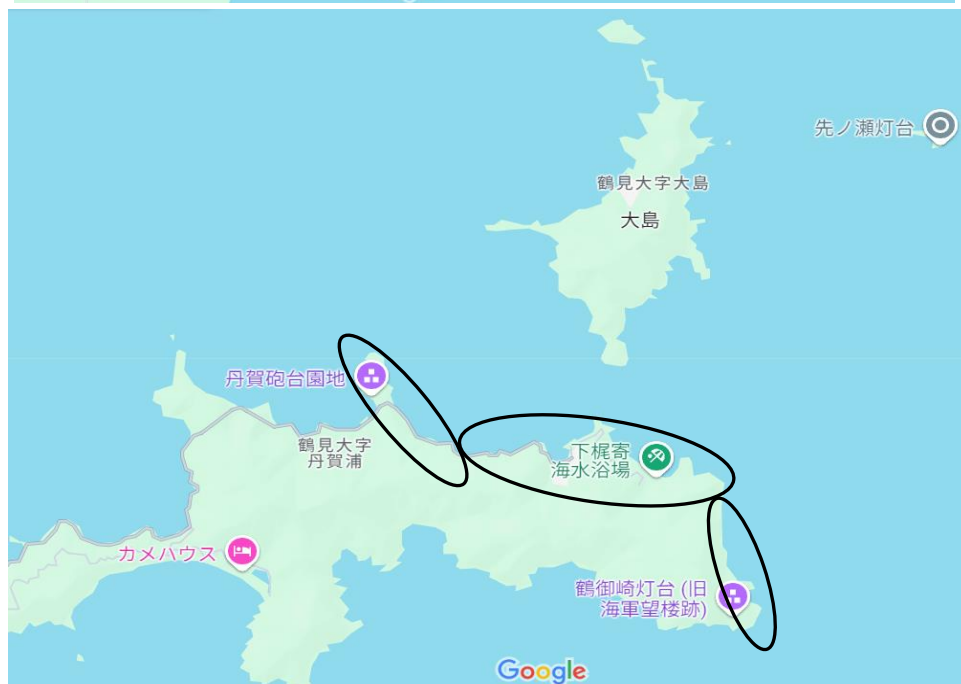 先ノ瀬灯台
鶴見大字大島
大島
丹賀砲台園地
鶴見大字
丹賀浦
下梶寄
海水浴場
カメハウス
鶴御崎灯台 (旧
海軍望楼跡)
Google